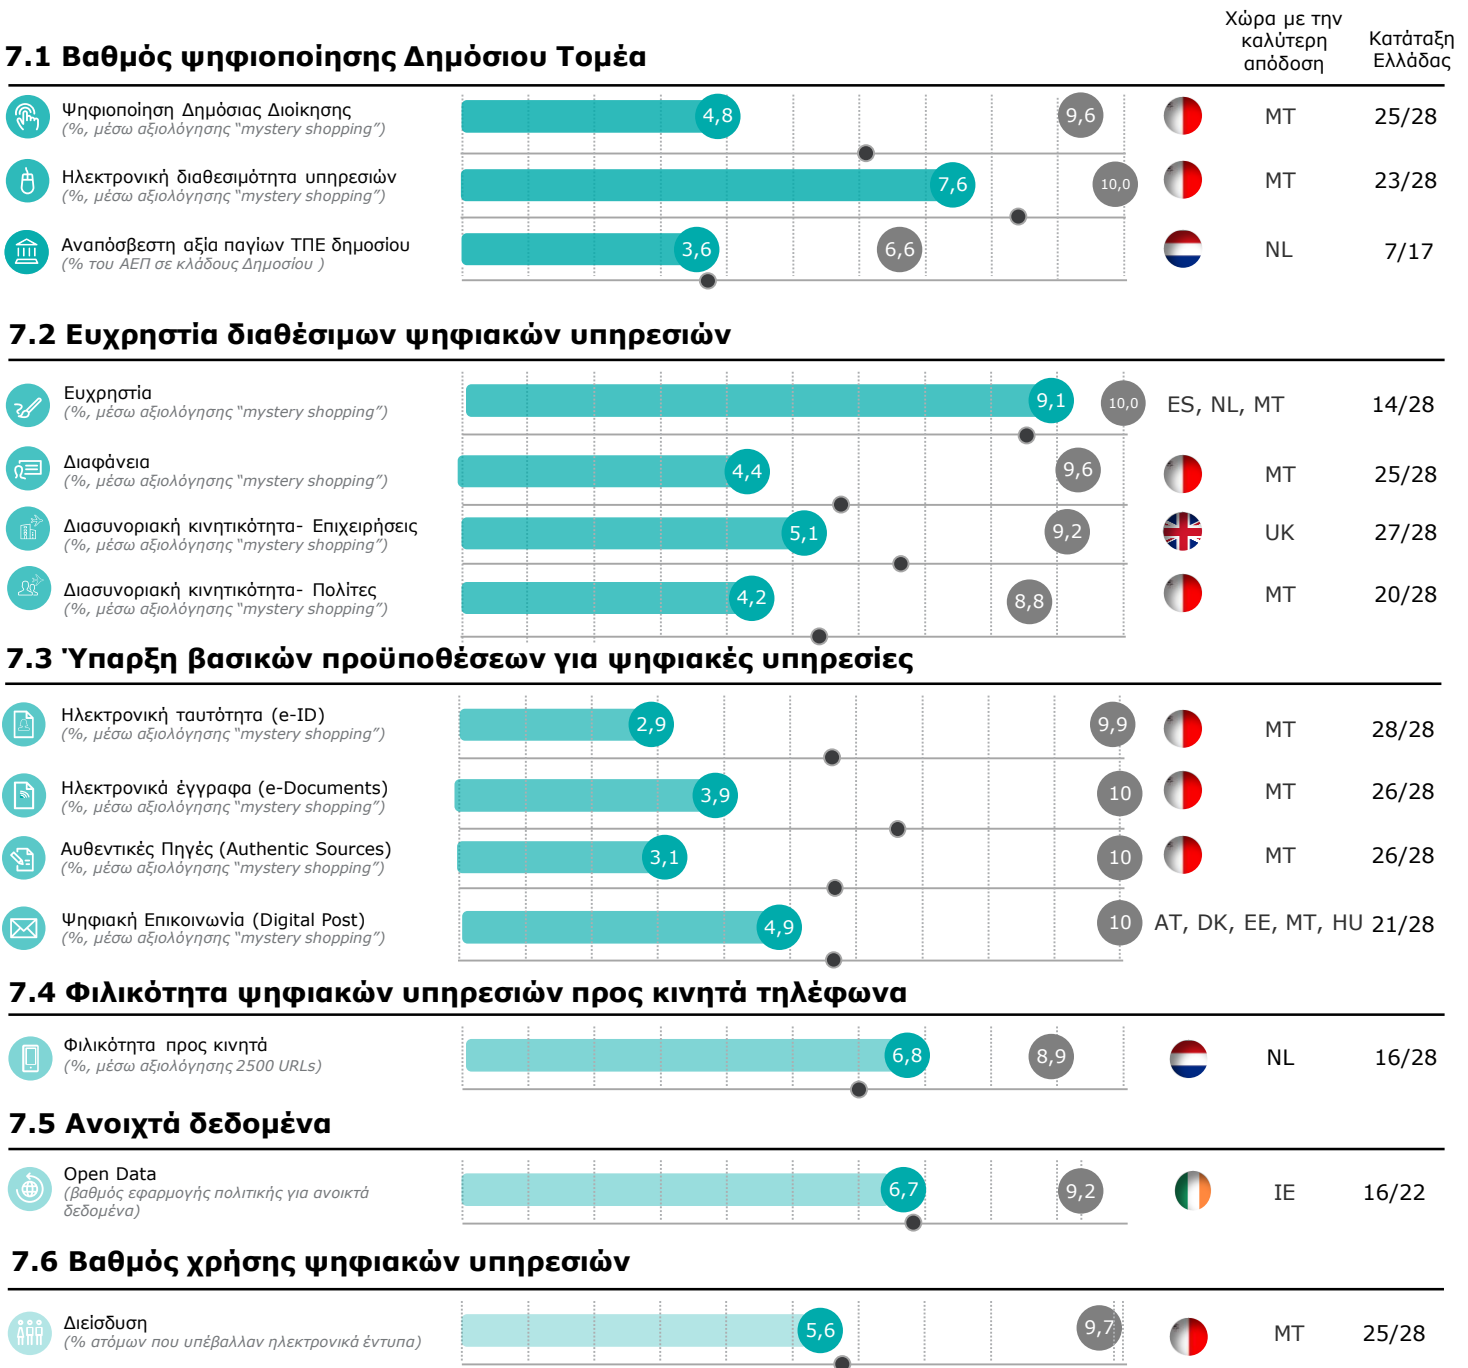 Χώρα με την
καλύτερη
απόδοση
Κατάταξη
Ελλάδας
7.1 Βαθμός ψηφιοποίησης Δημόσιου Τομέα
Ψηφιοποίηση Δημόσιας Διοίκησης
(%, μέσω αξιολόγησης “mystery shopping”)
4,8
9,6
MT
25/28
Ηλεκτρονική διαθεσιμότητα υπηρεσιών
(%, μέσω αξιολόγησης “mystery shopping”)
7,6
10,0
MT
23/28
Αναπόσβεστη αξία παγίων ΤΠΕ δημοσίου
(% του ΑΕΠ σε κλάδους Δημοσίου )
3,6
6,6
NL
7/17
7.2 Ευχρηστία διαθέσιμων ψηφιακών υπηρεσιών
Ευχρηστία
(%, μέσω αξιολόγησης “mystery shopping”)
9,1
10,0
ES, NL, MT
14/28
Διαφάνεια
(%, μέσω αξιολόγησης “mystery shopping”)
4,4
9,6
MT
25/28
Διασυνοριακή κινητικότητα- Επιχειρήσεις
(%, μέσω αξιολόγησης “mystery shopping”)
5,1
9,2
UK
27/28
Διασυνοριακή κινητικότητα- Πολίτες
(%, μέσω αξιολόγησης “mystery shopping”)
4,2
8,8
MT
20/28
7.3 Ύπαρξη βασικών προϋποθέσεων για ψηφιακές υπηρεσίες
Ηλεκτρονική ταυτότητα (e-ID)
(%, μέσω αξιολόγησης “mystery shopping”)
2,9
9,9
MT
28/28
Ηλεκτρονικά έγγραφα (e-Documents)
(%, μέσω αξιολόγησης “mystery shopping”)
3,9
10
MT
26/28
Αυθεντικές Πηγές (Authentic Sources)
(%, μέσω αξιολόγησης “mystery shopping”)
3,1
10
MT
26/28
Ψηφιακή Επικοινωνία (Digital Post)
(%, μέσω αξιολόγησης “mystery shopping”)
4,9
10
AT, DK, EE, MT, HU
21/28
7.4 Φιλικότητα ψηφιακών υπηρεσιών προς κινητά τηλέφωνα
Φιλικότητα προς κινητά
(%, μέσω αξιολόγησης 2500 URLs)
6,8
8,9
NL
16/28
7.5 Ανοιχτά δεδομένα
Open Data
(βαθμός εφαρμογής πολιτικής για ανοικτά
δεδομένα)
6,7
9,2
IE
16/22
7.6 Βαθμός χρήσης ψηφιακών υπηρεσιών
Διείσδυση
(% ατόμων που υπέβαλλαν ηλεκτρονικά έντυπα)
5,6
9,7
MT
25/28